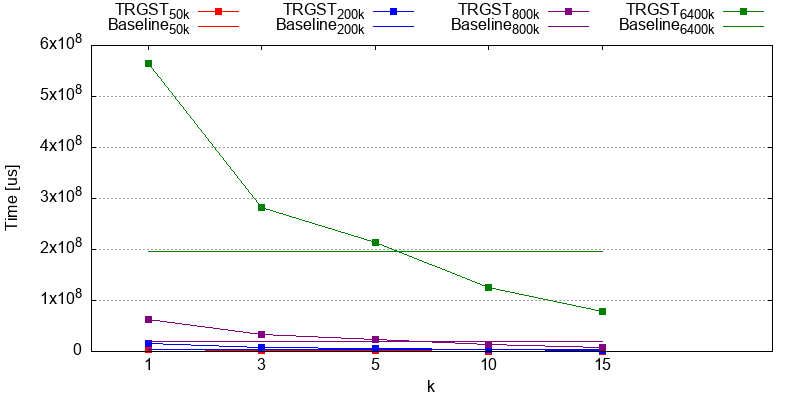 TRGST50k TRGST200k TRGST800k TRGST6400k
Baseline50k Baseline200k Baseline800k Baseline6400k
6x10^8
5x10^8
4x10^8
3x10^8
2x10^8
1x10^8
0
Time [us]
1 3 5 10 15
k